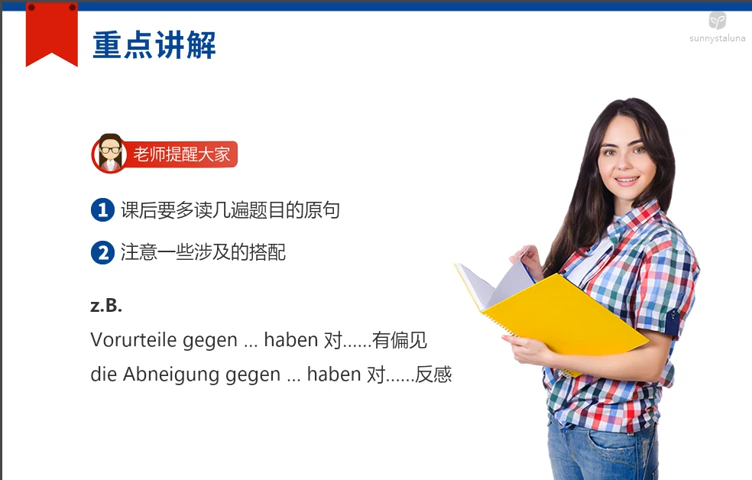 sunnystaluna
重点讲解
老师提醒大家
1 课后要多读几遍题目的原句
2 注意一些涉及的搭配
z.B.
Vorurteile gegen ... haben 对......有偏见
die Abneigung gegen ... haben 对......反感